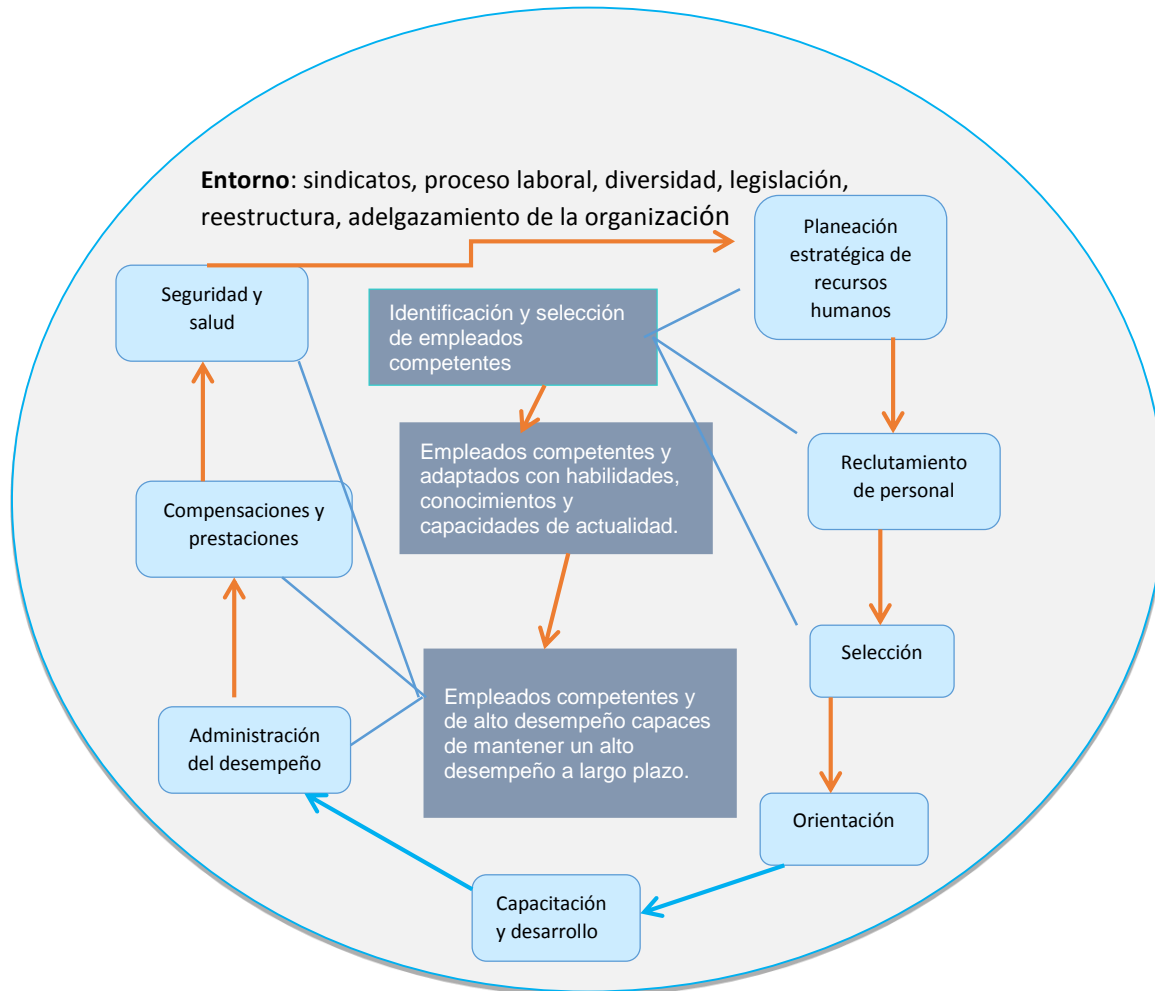 Entorno: sindicatos, proceso laboral, diversidad, legislación,
reestructura, adelgazamiento de la organización
Planeación
estratégica de
recursos
humanos
Seguridad y
salud
Identificación y selección
de empleados
competentes
Empleados competentes y
adaptados con habilidades,
conocimientos y
capacidades de actualidad.
Reclutamiento
de personal
Compensaciones y
prestaciones
Selección
Empleados competentes y
de alto desempeño capaces
de mantener un alto
desempeño a largo plazo.
Administración
del desempeño
Orientación
Capacitación
y desarrollo